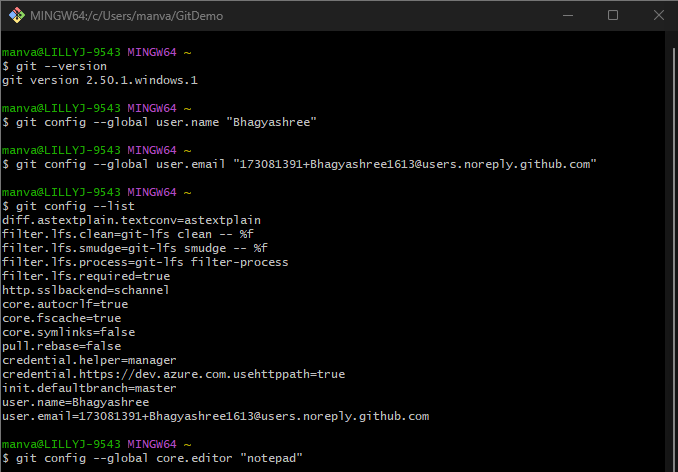 MINGW64:/c/Users/manva/GitDemo
manva@LILLYJ-9543 MINGW64 ~
$ git --version
git version 2.50.1.windows.1
manva@LILLYJ-9543 MINGW64 ~
$ git config --global user.name "Bhagyashree"
manva@LILLYJ-9543 MINGW64 ~
$ git config --global user.email "173081391+Bhagyashree1613@users.noreply.github.com"
manva@LILLYJ-9543 MINGW64 ~
$ git config --list
diff.astextplain.textconv=astextplain
filter.lfs.clean=git-lfs clean -- %f
filter.lfs.smudge=git-lfs smudge -- %f
filter.lfs.process=git-lfs filter-process
filter.lfs.required=true
http.sslbackend=schannel
core.autocrlf=true
core.fscache=true
core.symlinks=false
pull.rebase=false
credential.helper=manager
credential.https://dev.azure.com.usehttppath=true
init.defaultbranch=master
user.name=Bhagyashree
user.email=173081391+Bhagyashree1613@users.noreply.github.com
manva@LILLYJ-9543 MINGW64 ~
$ git config --global core.editor "notepad"